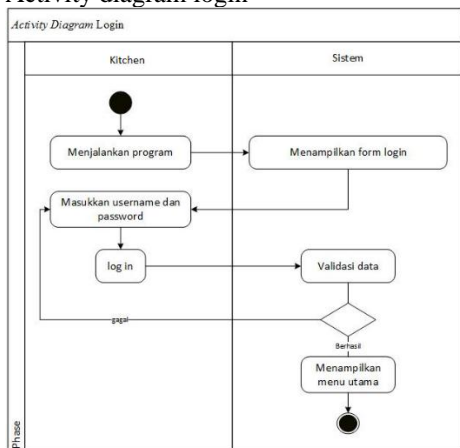 Activity diagram login
Activity Diagram Login
Kitchen
Sistem
Menjalankan program
Menampilkan form login
Masukkan username dan
password
log in
Validasi data
gagal
Berhasil
Menampilkan
menu utama
Phase